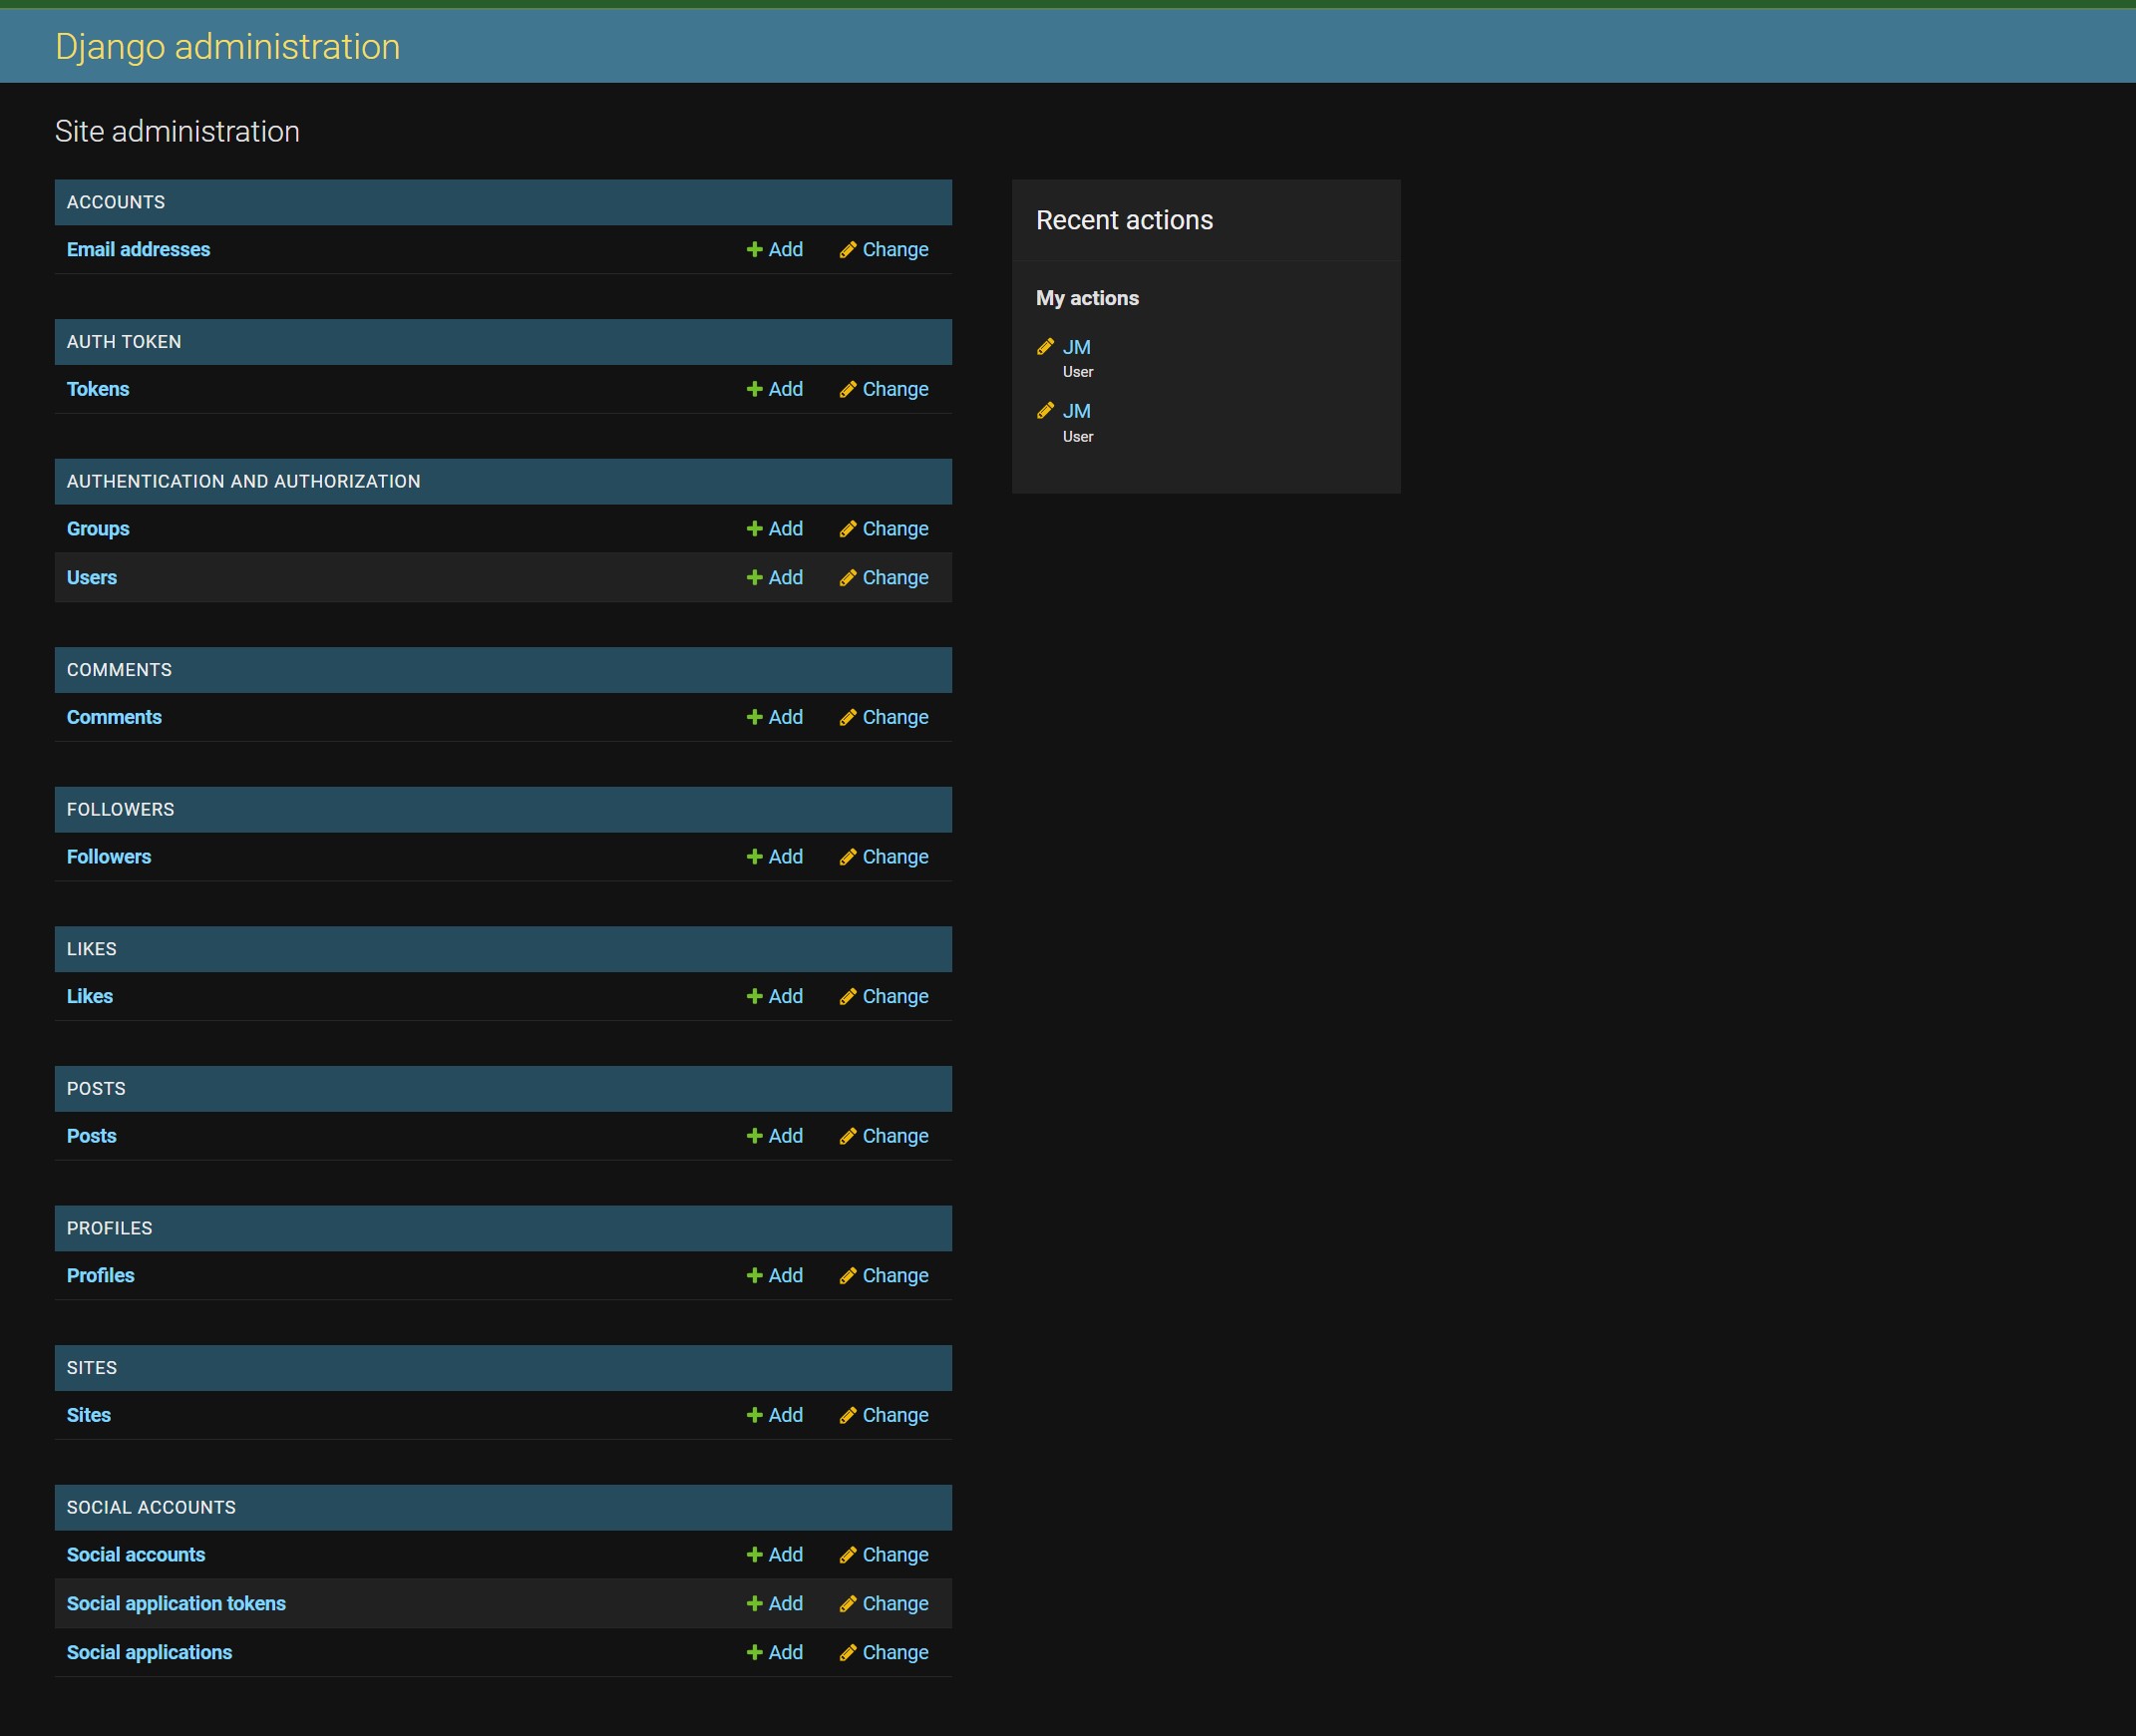 Django administration
Site administration
ACCOUNTS
Email addresses Add Change
AUTH TOKEN
Tokens Add Change
AUTHENTICATION AND AUTHORIZATION
Groups Add Change
Users Add Change
COMMENTS
Comments Add Change
FOLLOWERS
Followers Add Change
LIKES
Likes Add Change
POSTS
Posts Add Change
PROFILES
Profiles Add Change
SITES
Sites Add Change
SOCIAL ACCOUNTS
Social accounts Add Change
Social application tokens Add Change
Social applications Add Change
Recent actions
My actions
JM
User
JM
User